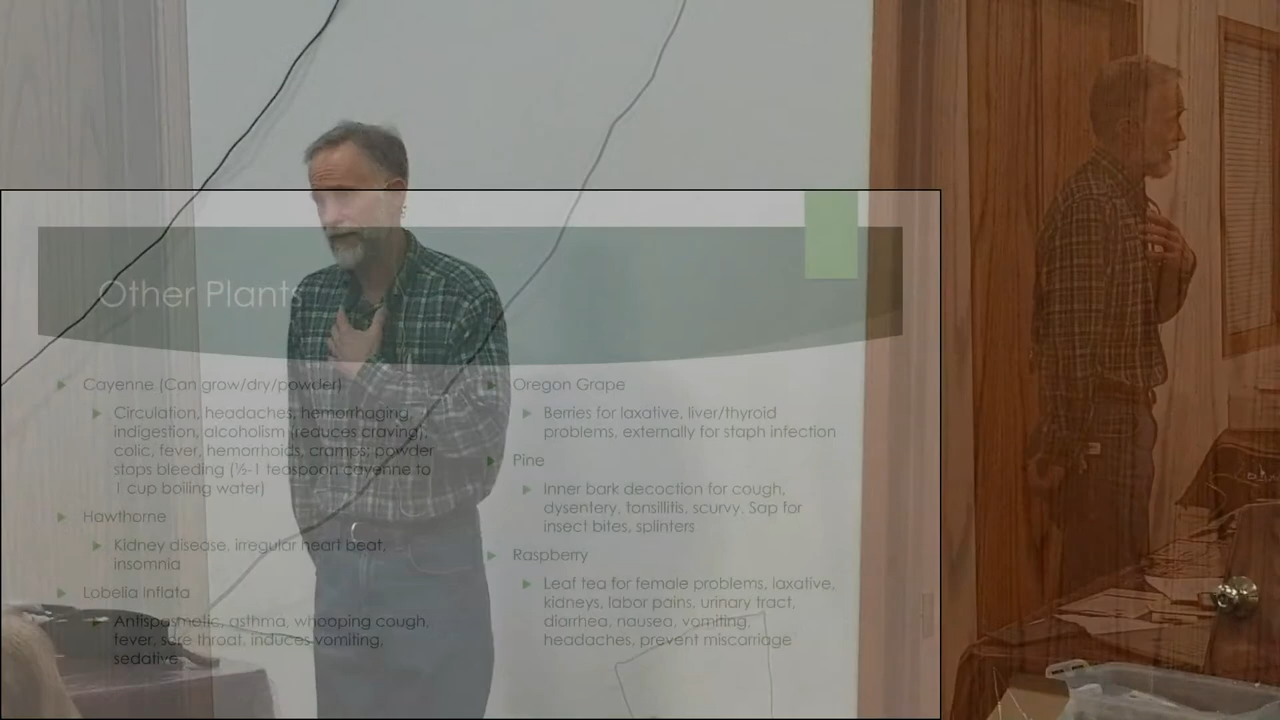 Other Plants
Cayenne (Can grow/dry/powder)
Circulation, headaches, hemorrhaging,
indigestion, alcoholism (reduces craving),
colic, fever, hemorrhoids, cramps; powder
stops bleeding (½-1 teaspoon cayenne to
1 cup boiling water)
Hawthorne
Kidney disease, irregular heart beat,
insomnia
Lobelia Inflata
Antispasmotic, asthma, whooping cough,
fever, sore throat, induces vomiting,
sedative
Oregon Grape
Berries for laxative, liver/thyroid
problems, externally for staph infection
Pine
Inner bark decoction for cough,
dysentery, tonsillitis, scurvy. Sap for
insect bites, splinters
Raspberry
Leaf tea for female problems, laxative,
kidneys, labor pains, urinary tract,
diarrhea, nausea, vomiting,
headaches, prevent miscarriage